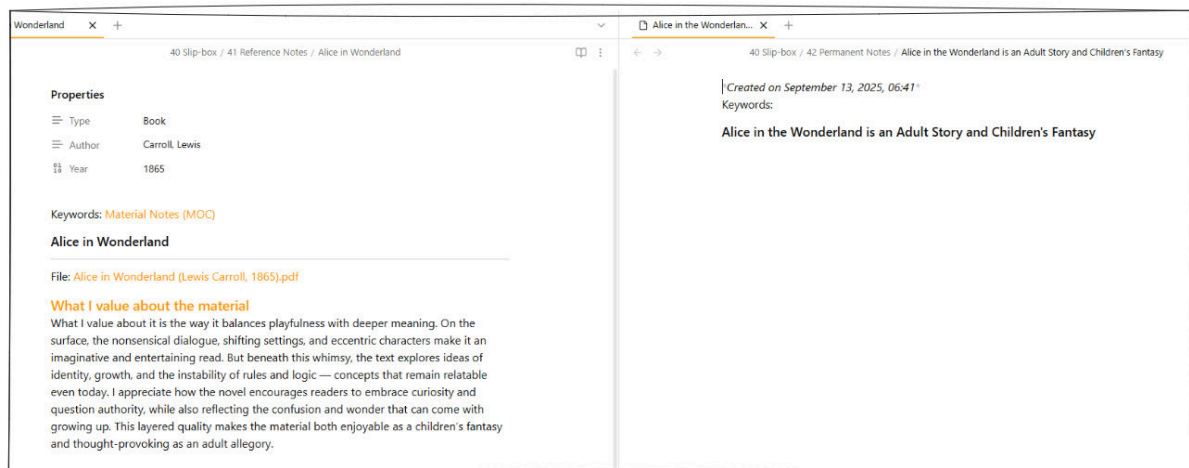 Wonderland
40 Slip-box / 41 Reference Notes / Alice in Wonderland
Properties
Type Book
Author Carroll, Lewis
Year 1865
Keywords: Material Notes (MOC)
Alice in Wonderland
File: Alice in Wonderland (Lewis Carroll, 1865).pdf
What I value about the material
What I value about it is the way it balances playfulness with deeper meaning. On the
surface, the nonsensical dialogue, shifting settings, and eccentric characters make it an
imaginative and entertaining read. But beneath this whimsy, the text explores ideas of
identity, growth, and the instability of rules and logic — concepts that remain relatable
even today. I appreciate how the novel encourages readers to embrace curiosity and
question authority, while also reflecting the confusion and wonder that can come with
growing up. This layered quality makes the material both enjoyable as a children's fantasy
and thought-provoking as an adult allegory.
Alice in the Wonderlan...
40 Slip-box / 42 Permanent Notes / Alice in the Wonderland is an Adult Story and Children's Fantasy
*Created on September 13, 2025, 06:41*
Keywords:
Alice in the Wonderland is an Adult Story and Children's Fantasy